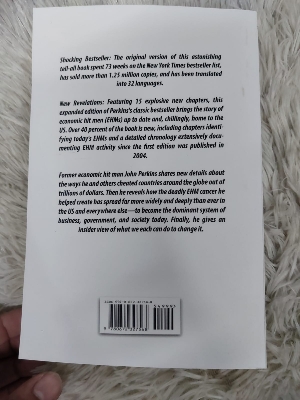 Shocking Bestseller: The original version of this astonishing
tell-all book spent 73 weeks on the New York Times bestseller list,
has sold more than 1.25 million copies, and has been translated
into 32 languages.
New Revelations: Featuring 15 explosive new chapters, this
expanded edition of Perkins's classic bestseller brings the story of
economic hit men (EHMs) up to date and, chillingly, home to the
US. Over 40 percent of the book is new, including chapters identi-
fying today's EHMs and a detailed chronology extensively docu-
menting EHM activity since the first edition was published in
2004.
Former economic hit man John Perkins shares new details about
the ways he and others cheated countries around the globe out of
trillions of dollars. Then he reveals how the deadly EHM cancer he
helped create has spread far more widely and deeply than ever in
the US and everywhere else—to become the dominant system of
business, government, and society today. Finally, he gives an
insider view of what we each can do to change it.